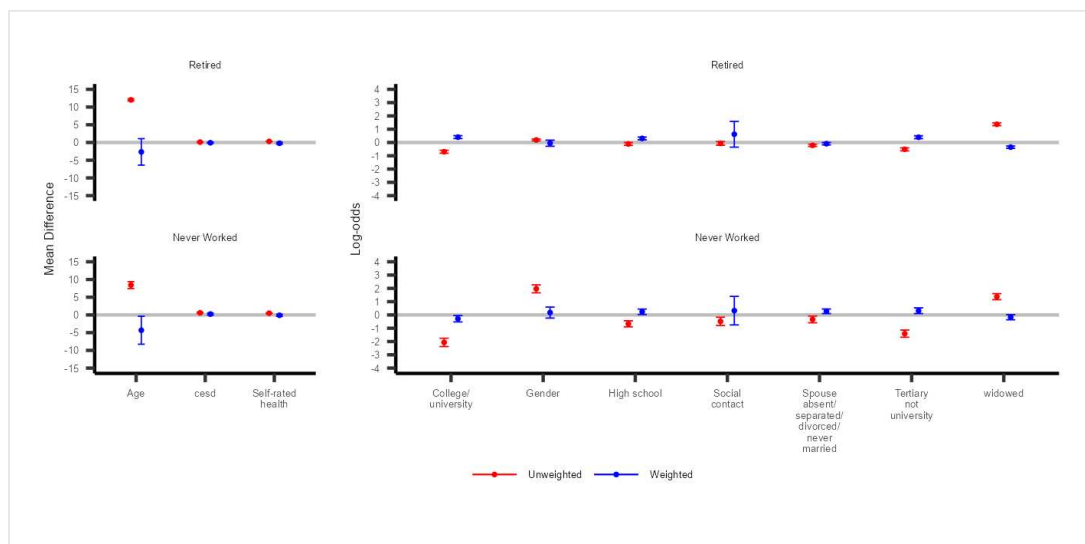 Retired
Retired
Mean Difference
15
10
5
0
-5
-10
-15
Log-odds
4
3
2
1
0
-1
-2
-3
-4
Never Worked
Never Worked
15
10
5
0
-5
-10
-15
4
3
2
1
0
-1
-2
-3
-4
Age
cesd
Self-rated
health
College/
university
Gender
High school
Social
contact
Spouse
absent/
separated/
divorced/
never
married
Tertiary
not
university
widowed
Unweighted
Weighted